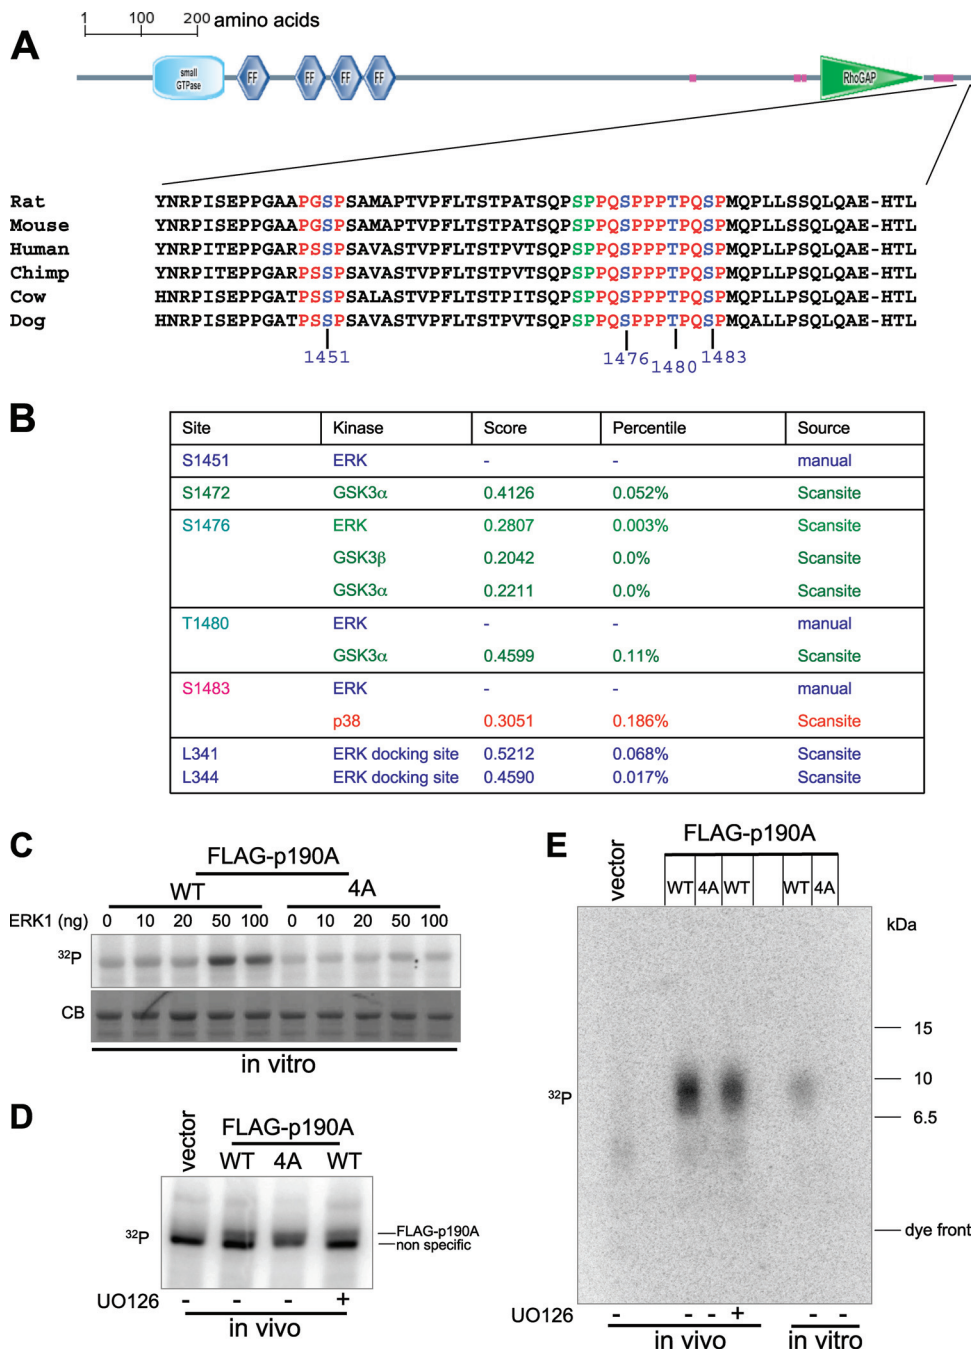 1 100 200 amino acids
A
small GTPase FF FF FF FF RhoGAP
Rat YNRPISEPPGAAPGSPSAMAPTVPFLTSTPATSQPSPPQSPPPTPQSPMQPLLSSQLQAE-HTL
Mouse YNRPISEPPGAAPGSPSAMAPTVPFLTSTPATSQPSPPQSPPPTPQSPMQPLLSSQLQAE-HTL
Human YNRPITEPPGARPSSPSAVASTVPFLTSTPVTSQPSPPQSPPPTPQSPMQPLLPSQLQAE-HTL
Chimp YNRPITEPPGARPSSPSAVASTVPFLTSTPVTSQPSPPQSPPPTPQSPMQPLLPSQLQAE-HTL
Cow HNRPISEPPGATPSSPSALASTVPFLTSTPITSQPSPPQSPPPTPQSPMQPLLPSQLQAE-HTL
Dog HNRPISEPPGATPSSPSAVASTVPFLTSTPVTSQPSPPQSPPPTPQSPMQALLPSQLQAE-HTL
1451 1476 1480 1483
B
Site Kinase Score Percentile Source
S1451 ERK - - manual
S1472 GSK3α 0.4126 0.052% Scansite
S1476 ERK 0.2807 0.003% Scansite
GSK3β 0.2042 0.0% Scansite
GSK3α 0.2211 0.0% Scansite
T1480 ERK - - manual
GSK3α 0.4599 0.11% Scansite
S1483 ERK - - manual
p38 0.3051 0.186% Scansite
L341 ERK docking site 0.5212 0.068% Scansite
L344 ERK docking site 0.4590 0.017% Scansite
C
FLAG-p190A
WT 4A
ERK1 (ng) 0 10 20 50 100 0 10 20 50 100
32P
CB
in vitro
D
vector
FLAG-p190A
WT 4A WT
32P
FLAG-p190A
non specific
UO126 - - - +
in vivo
E
vector
FLAG-p190A
WT 4A WT WT 4A
kDa
15
10
32P
6.5
dye front
UO126 - - - + - -
in vivo in vitro